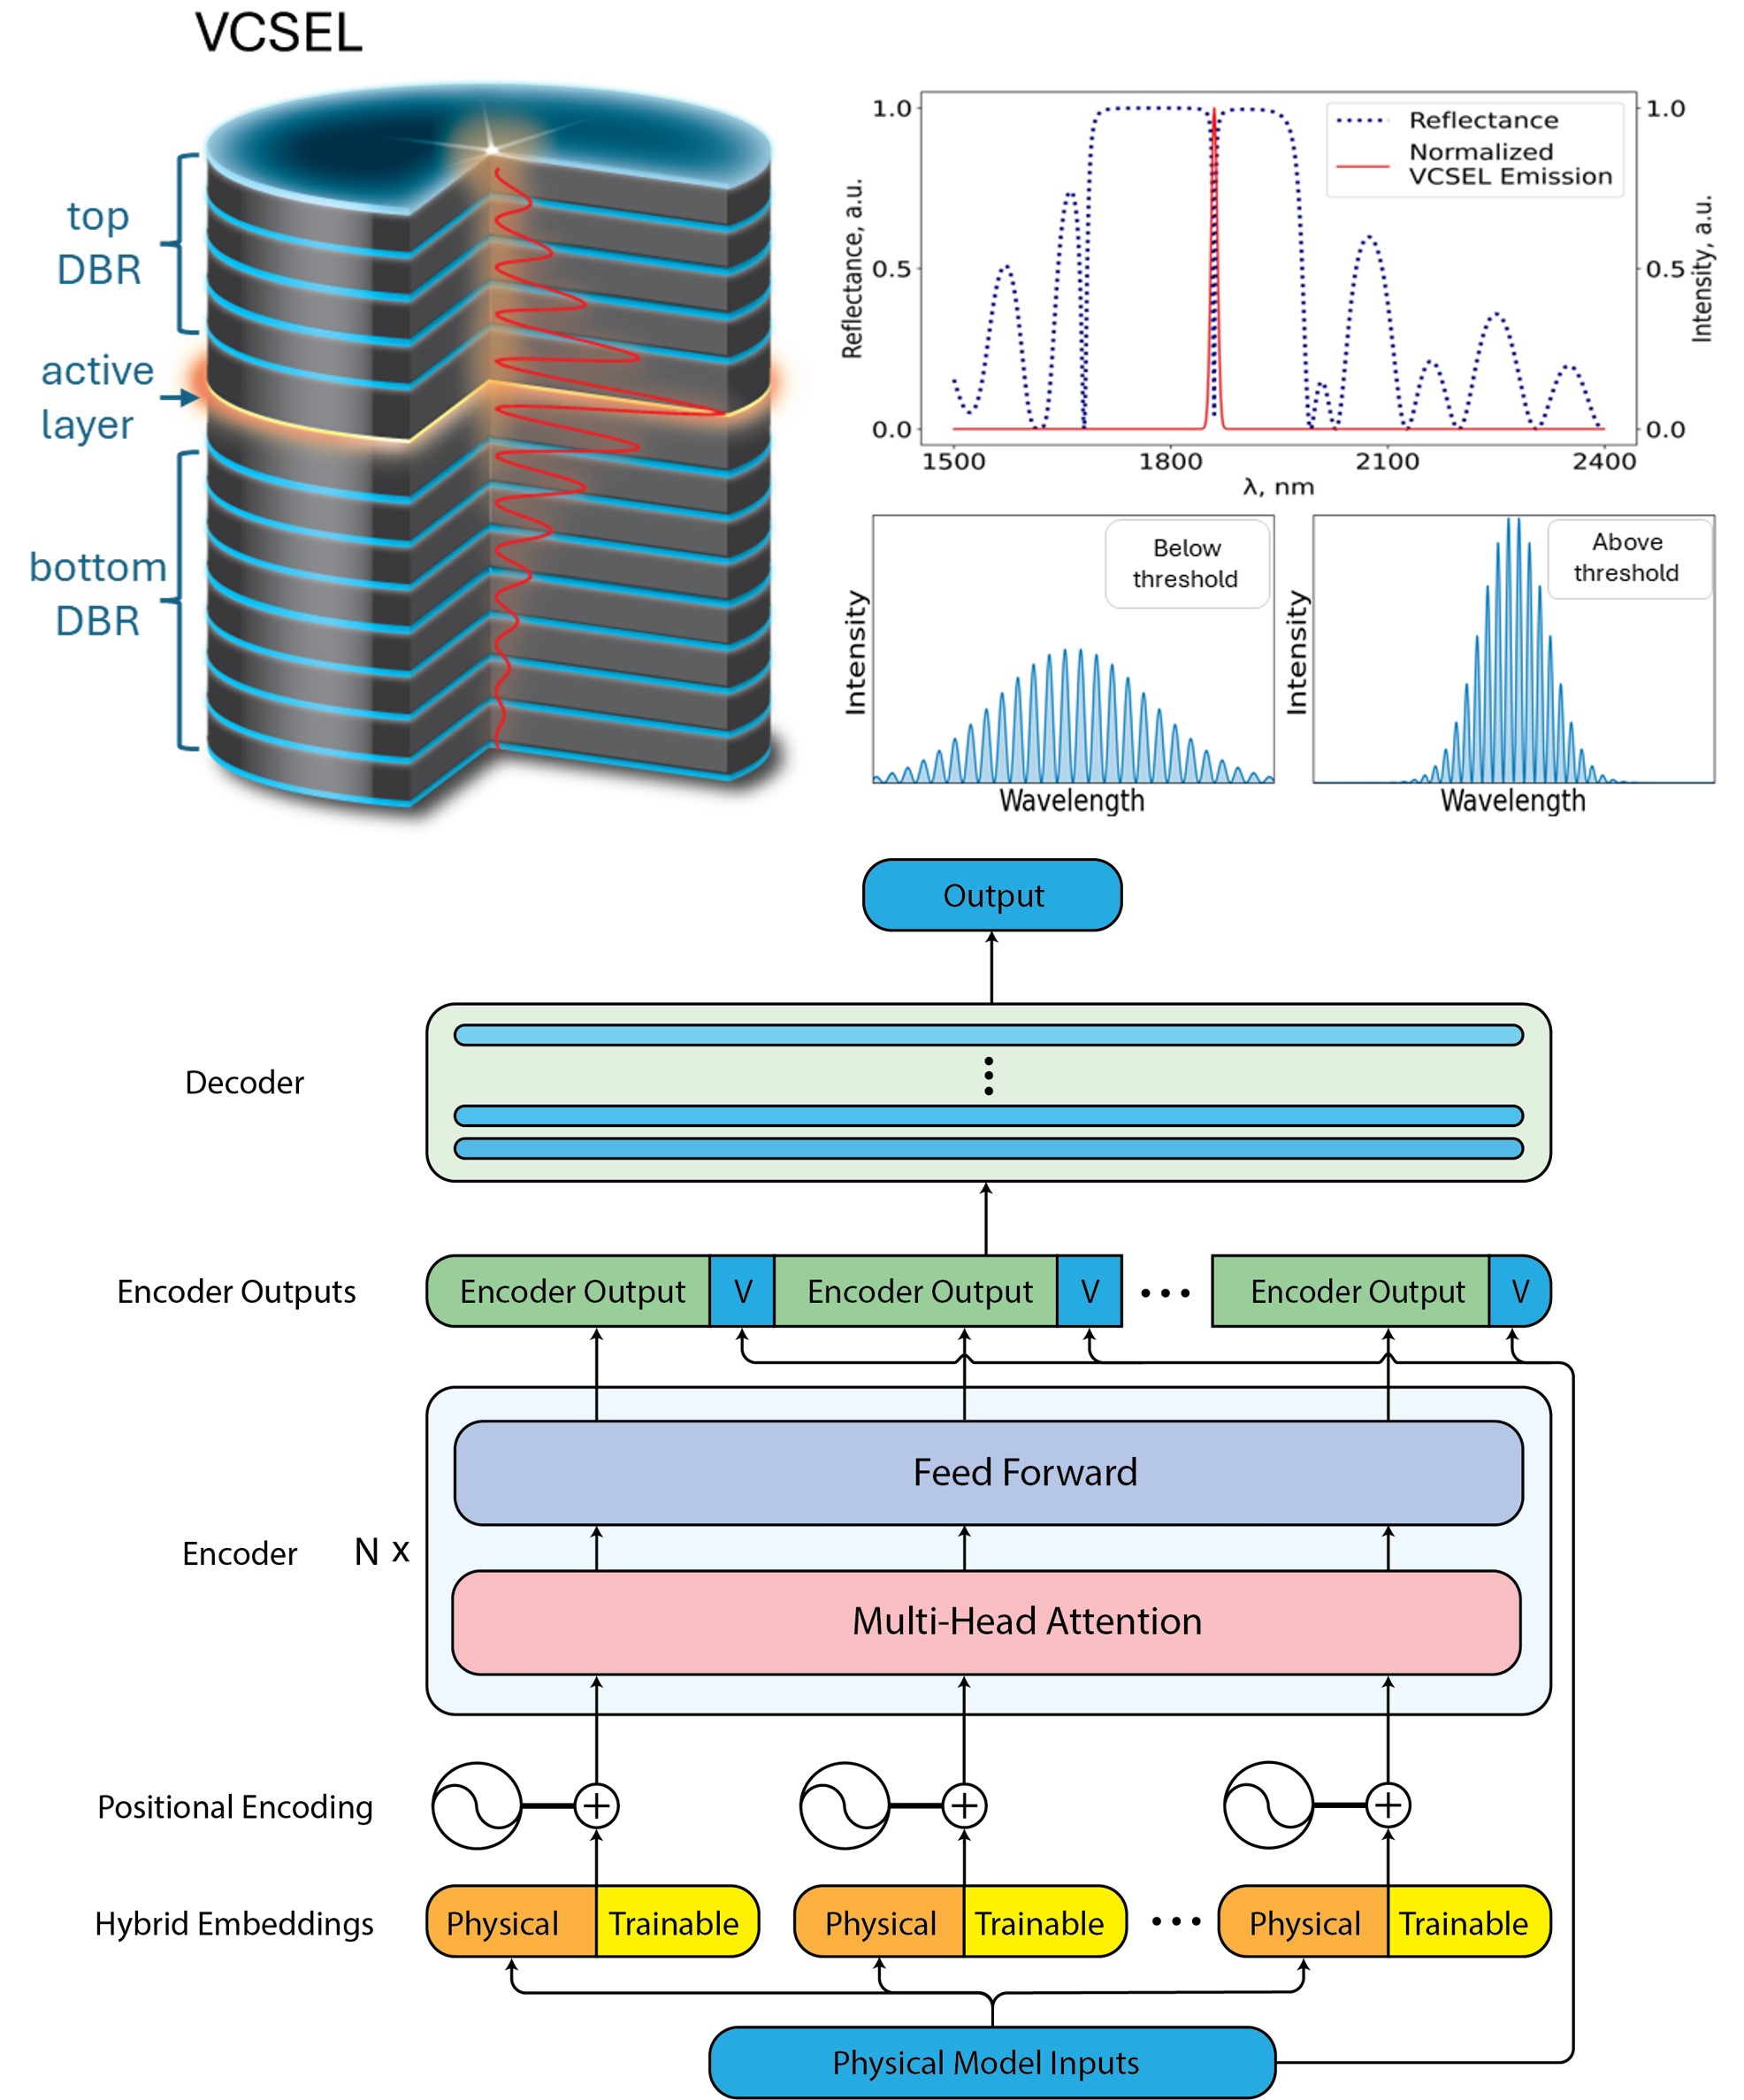 VCSEL
top
DBR
active
layer
bottom
DBR
Reflectance, a.u.
1.0
0.5
0.0
1.0
0.5
0.0
Intensity, a.u.
Reflectance
Normalized
VCSEL Emission
1500
1800
2100
2400
λ, nm
Intensity
Below
threshold
Wavelength
Intensity
Above
threshold
Wavelength
Output
Decoder
Encoder Outputs
Encoder Output V Encoder Output V ••• Encoder Output V
Feed Forward
Encoder N x
Multi-Head Attention
Positional Encoding
+ + +
Hybrid Embeddings
Physical Trainable Physical Trainable ••• Physical Trainable
Physical Model Inputs